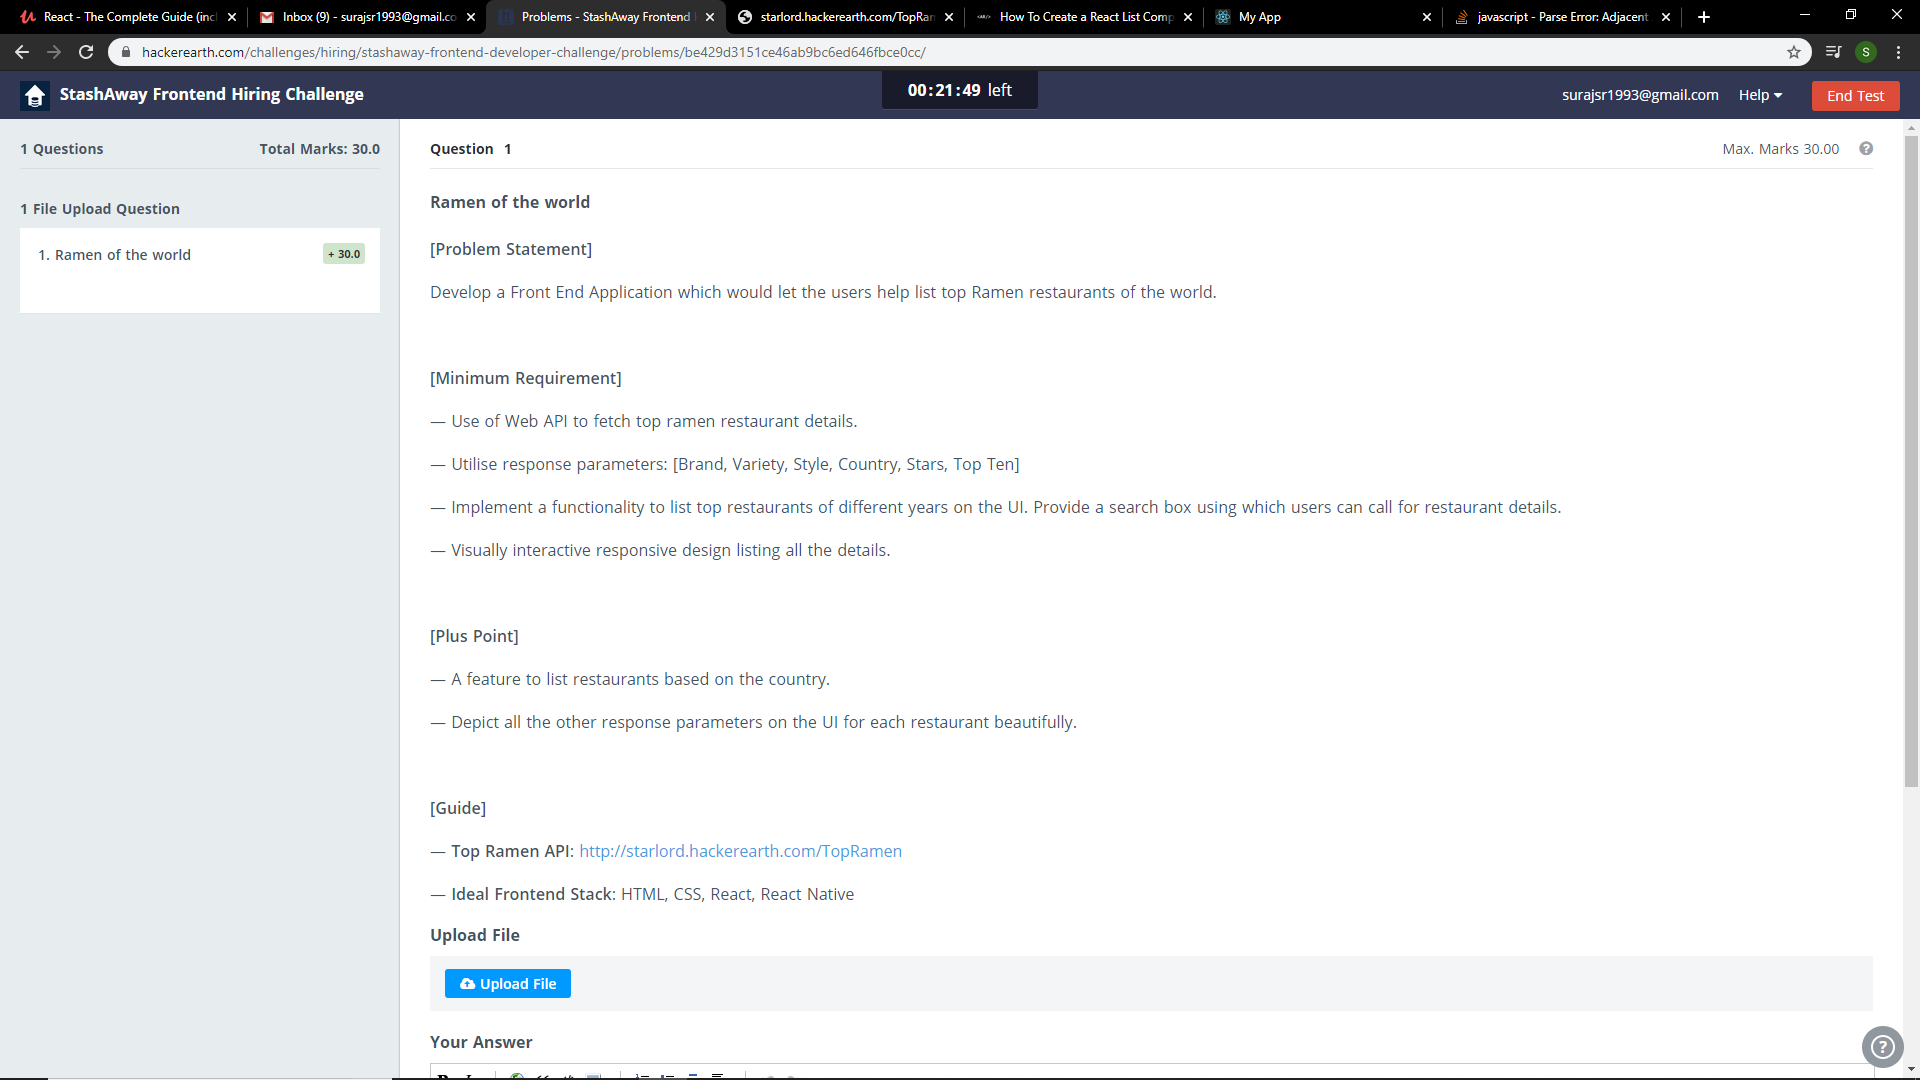 React - The Complete Guide (incl
Inbox (9) - surajsr1993@gmail.co
Problems - StashAway Frontend
starlord.hackerearth.com/TopRam
How To Create a React List Comp
My App
javascript - Parse Error: Adjacent
hackerearth.com/challenges/hiring/stashaway-frontend-developer-challenge/problems/be429d3151ce46ab9bc6ed646fbce0cc/
S
StashAway Frontend Hiring Challenge
00:21:49 left
surajsr1993@gmail.com
Help
End Test
1 Questions
Total Marks: 30.0
1 File Upload Question
1. Ramen of the world
+ 30.0
Question 1
Max. Marks 30.00
?
Ramen of the world
[Problem Statement]
Develop a Front End Application which would let the users help list top Ramen restaurants of the world.
[Minimum Requirement]
— Use of Web API to fetch top ramen restaurant details.
— Utilise response parameters: [Brand, Variety, Style, Country, Stars, Top Ten]
— Implement a functionality to list top restaurants of different years on the UI. Provide a search box using which users can call for restaurant details.
— Visually interactive responsive design listing all the details.
[Plus Point]
— A feature to list restaurants based on the country.
— Depict all the other response parameters on the UI for each restaurant beautifully.
[Guide]
— Top Ramen API: http://starlord.hackerearth.com/TopRamen
— Ideal Frontend Stack: HTML, CSS, React, React Native
Upload File
Upload File
Your Answer
?